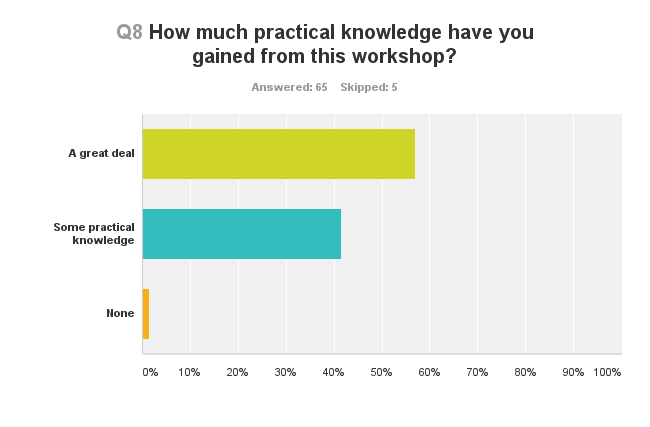 Q8 How much practical knowledge have you
gained from this workshop?
Answered: 65 Skipped: 5
A great deal
Some practical
knowledge
None
0% 10% 20% 30% 40% 50% 60% 70% 80% 90% 100%